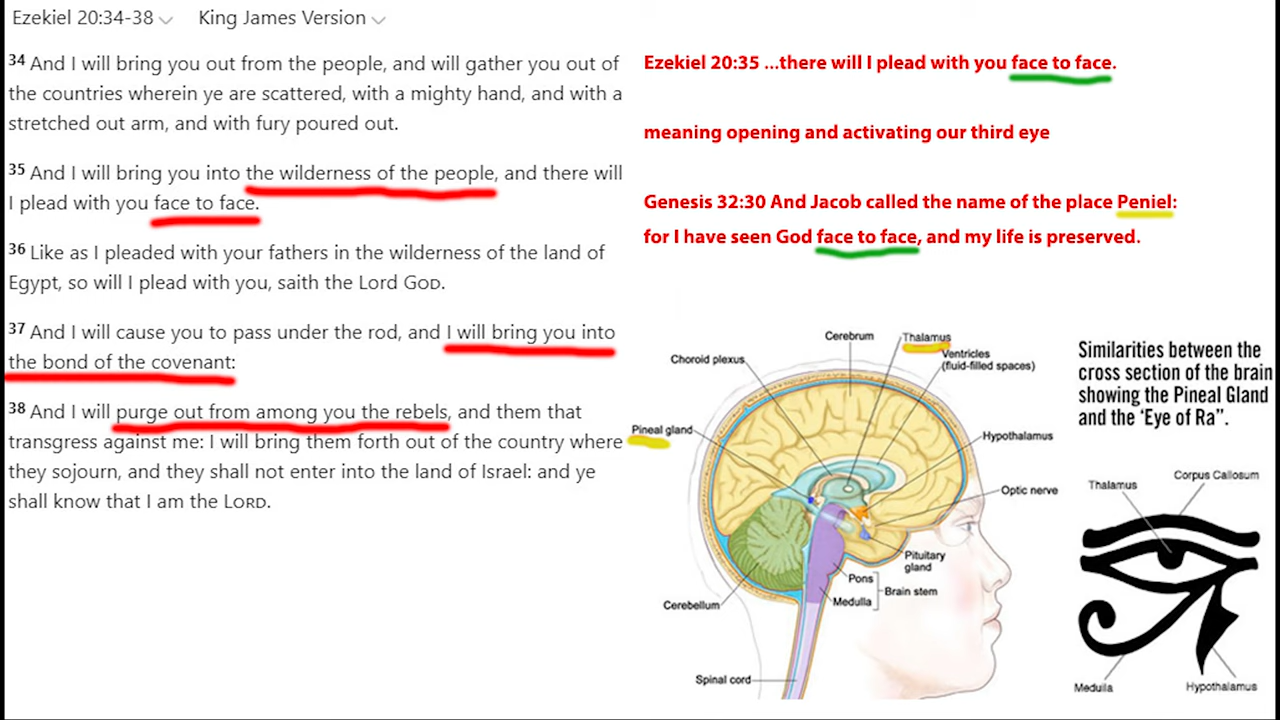 Ezekiel 20:34-38 King James Version
34 And I will bring you out from the people, and will gather you out of
the countries wherein ye are scattered, with a mighty hand, and with a
stretched out arm, and with fury poured out.
35 And I will bring you into the wilderness of the people, and there will
I plead with you face to face.
36 Like as I pleaded with your fathers in the wilderness of the land of
Egypt, so will I plead with you, saith the Lord GOD.
37 And I will cause you to pass under the rod, and I will bring you into
the bond of the covenant:
38 And I will purge out from among you the rebels, and them that
transgress against me: I will bring them forth out of the country where
they sojourn, and they shall not enter into the land of Israel: and ye
shall know that I am the LORD.
Ezekiel 20:35 ...there will I plead with you face to face.
meaning opening and activating our third eye
Genesis 32:30 And Jacob called the name of the place Peniel:
for I have seen God face to face, and my life is preserved.
Cerebrum
Thalamus
Choroid plexus
Ventricles
(fluid-filled spaces)
Pineal gland
Hypothalamus
Optic nerve
Pituitary
gland
Pons
Brain stem
Medulla
Cerebellum
Spinal cord
Similarities between the
cross section of the brain
showing the Pineal Gland
and the ‘Eye of Ra”.
Corpus Callosum
Thalamus
Medulla
Hypothalamus